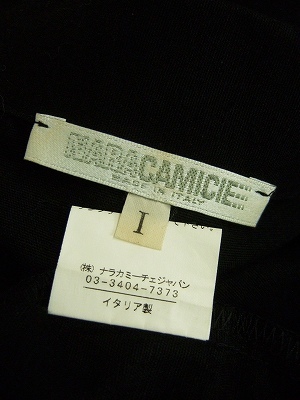 NARACAMICIE
MADE IN ITALY
I
(株) ナラカミーチェジャパン
03-3404-7373
イタリア製